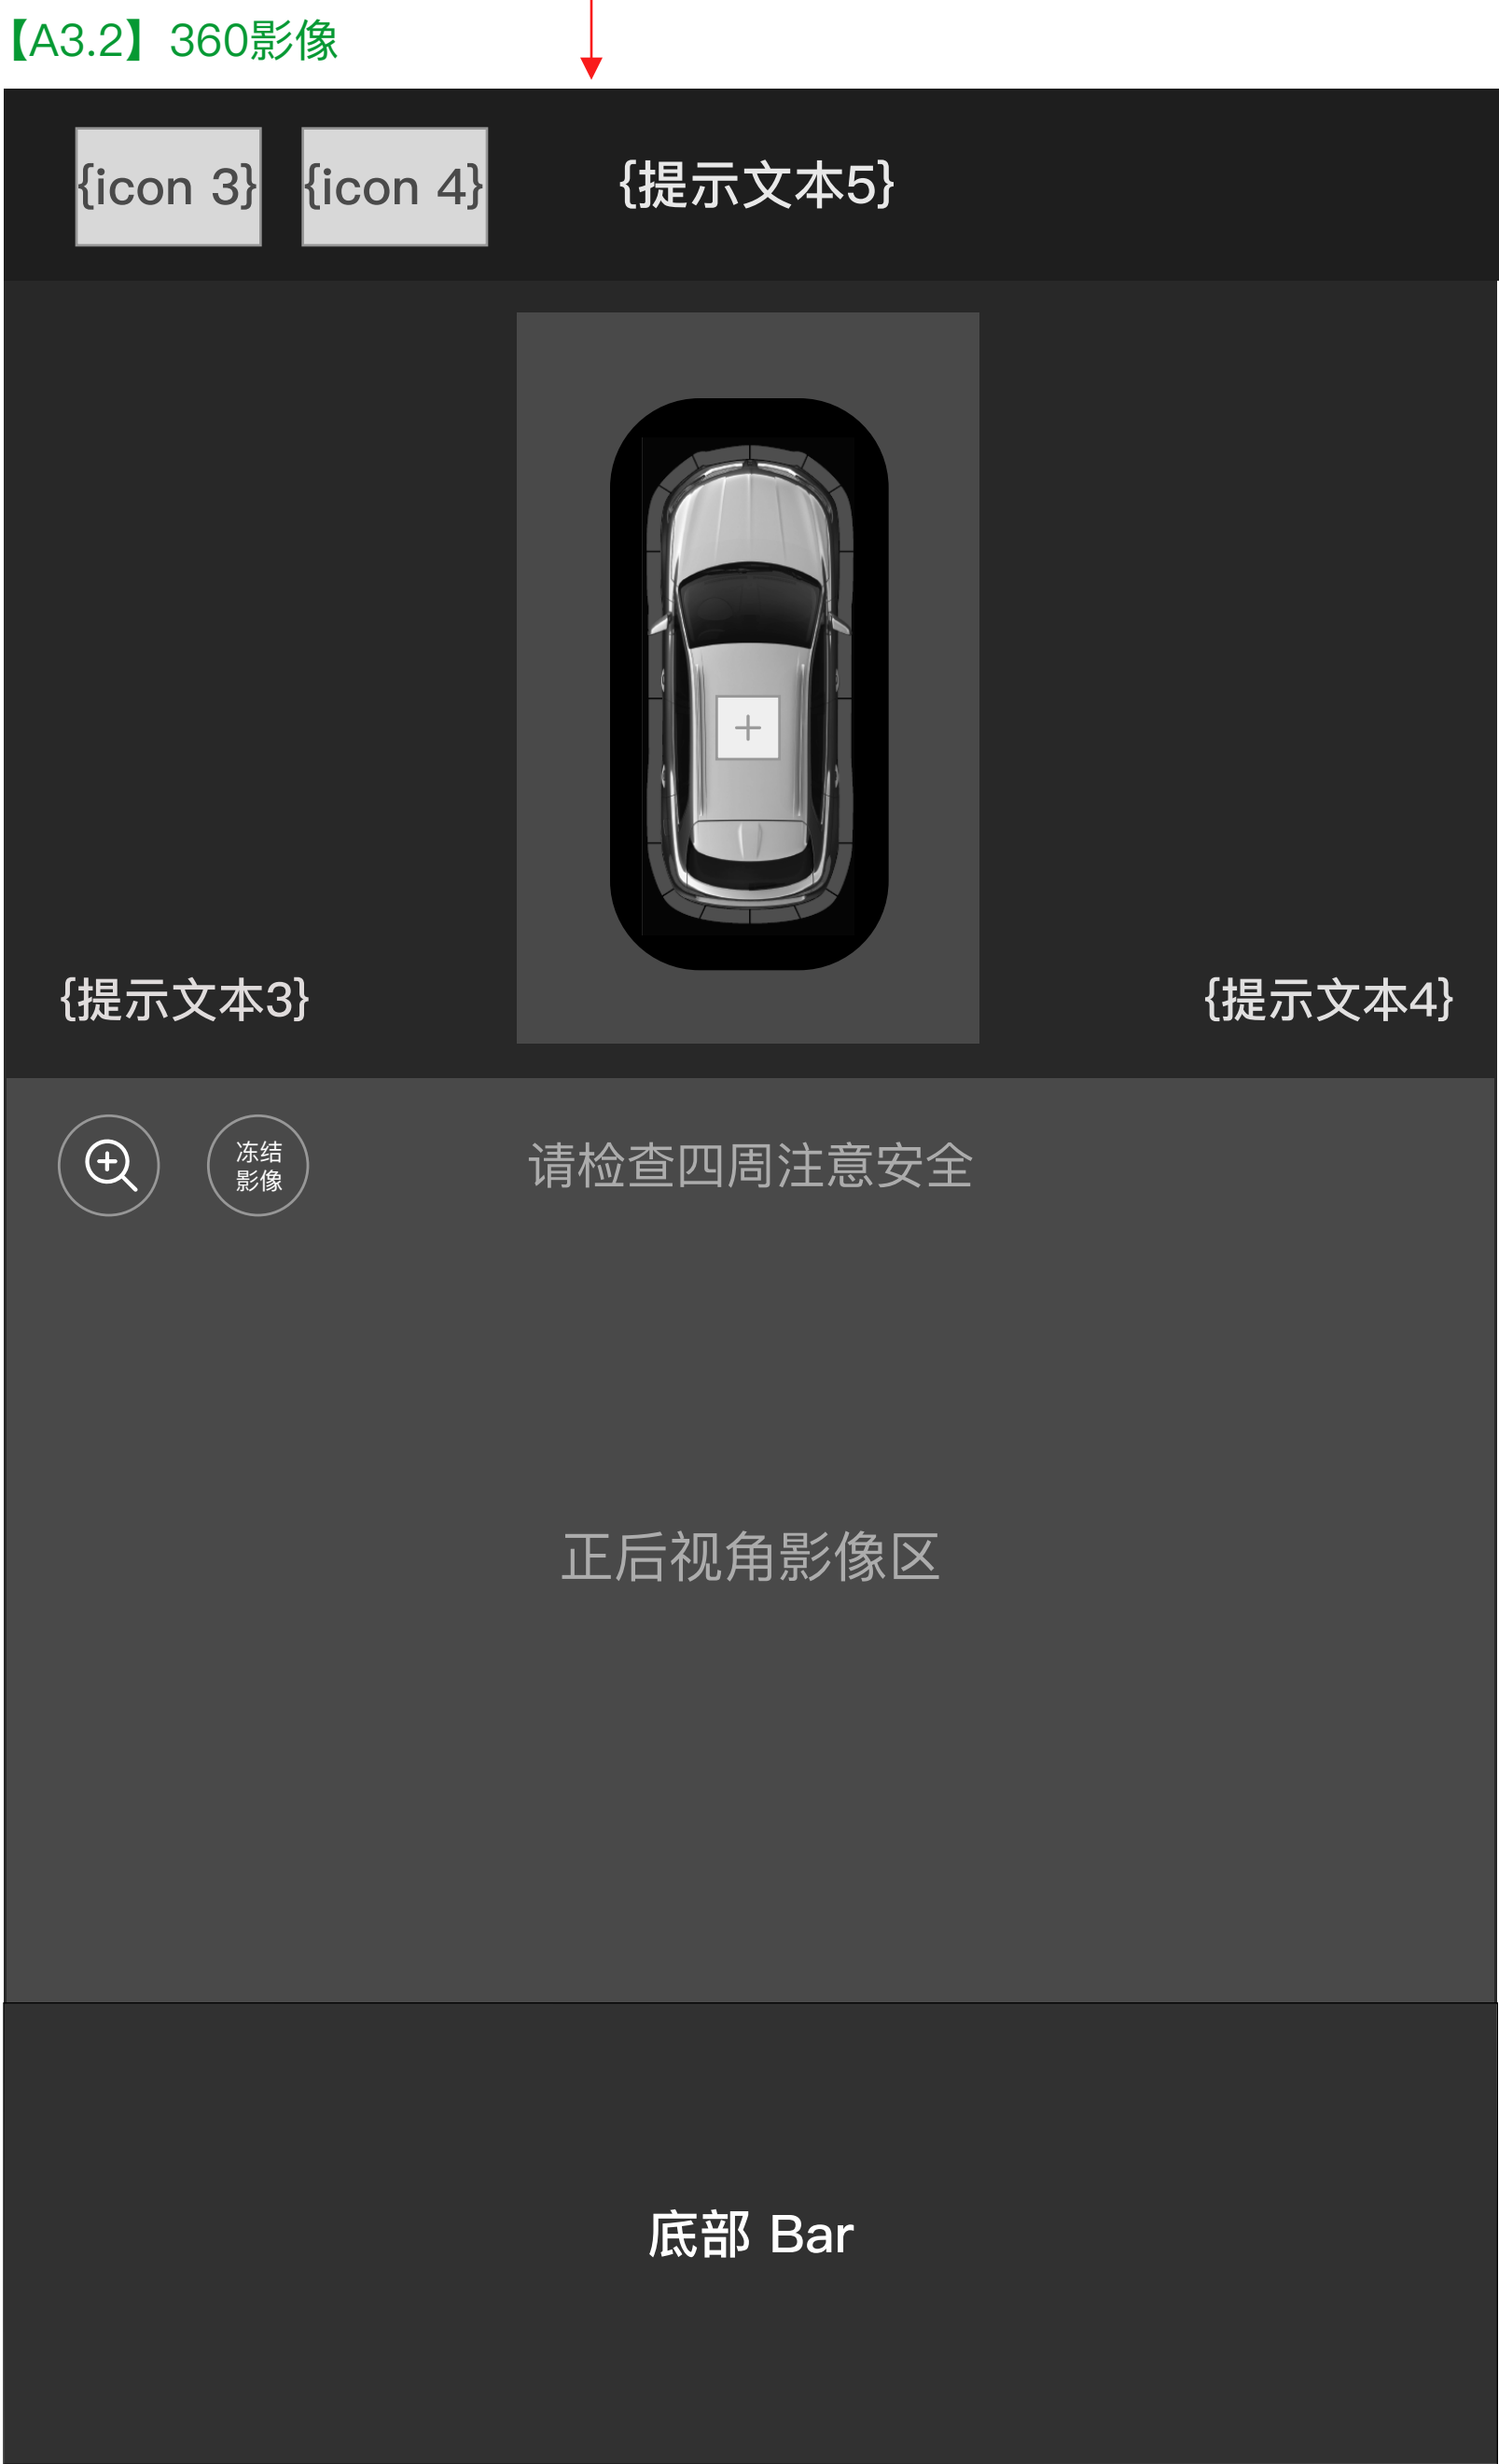 【A3.2】360影像
{icon 3} {icon 4} {提示文本5}
{提示文本3} {提示文本4}
冻结
影像
请检查四周注意安全
正后视角影像区
底部 Bar